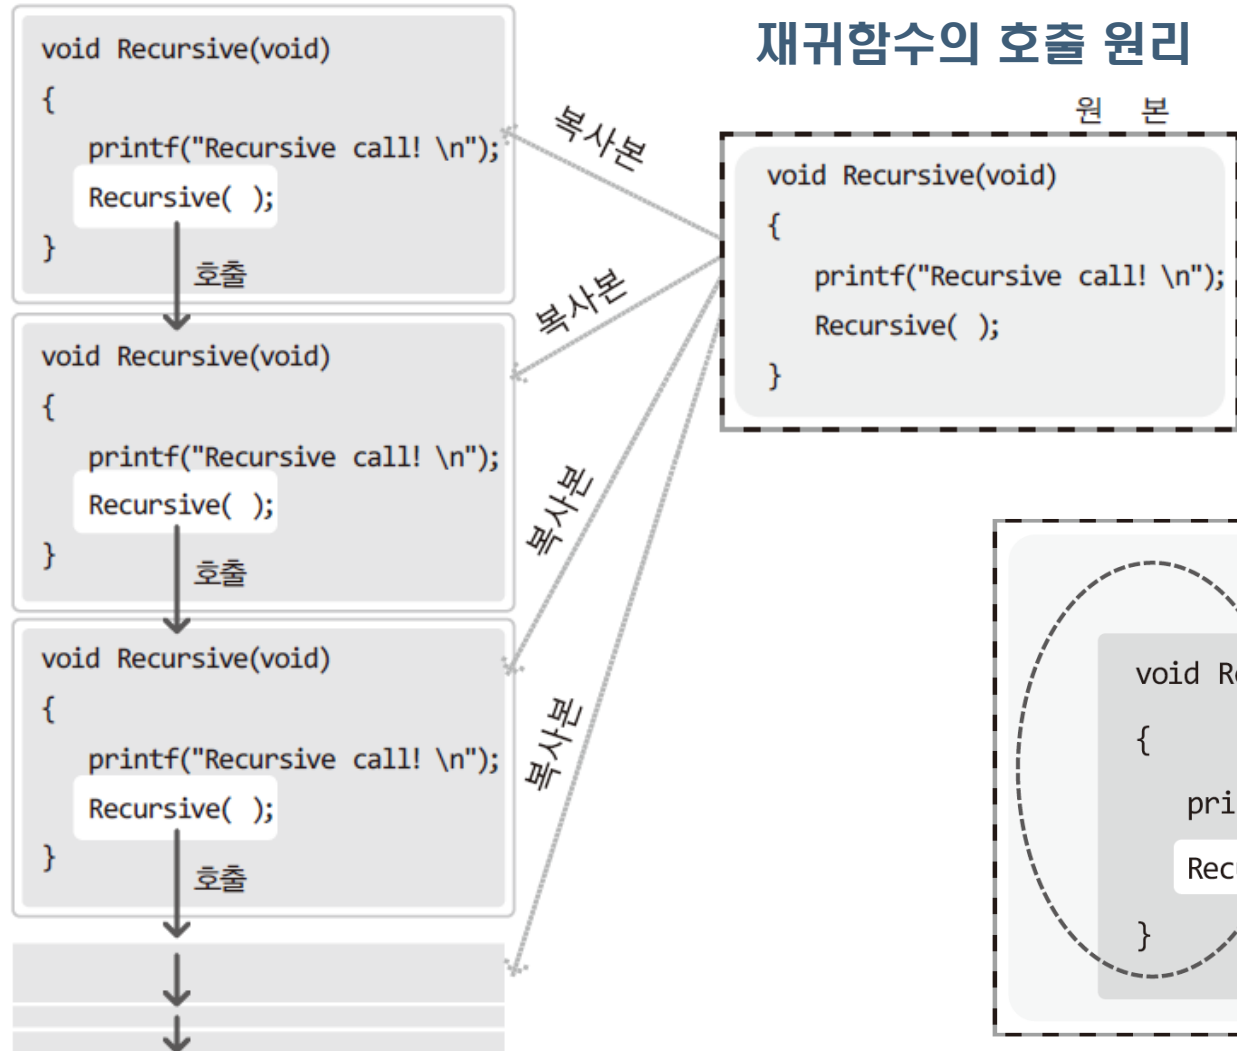 재귀함수의 호출 원리
void Recursive(void)
{
printf("Recursive call! \n");
Recursive( );
}
호출
void Recursive(void)
{
printf("Recursive call! \n");
Recursive( );
}
호출
void Recursive(void)
{
printf("Recursive call! \n");
Recursive( );
}
호출
복사본
복사본
복사본
복사본
원 본
void Recursive(void)
{
printf("Recursive call! \n");
Recursive( );
}
void R
{
pri
Rec
}